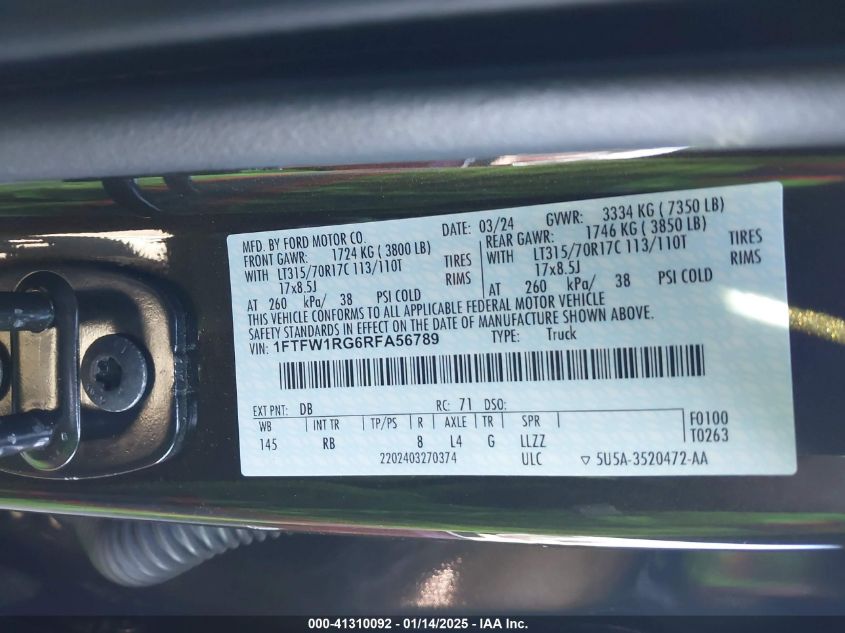 MFD. BY FORD MOTOR CO. DATE: 03/24 GVWR: 3334 KG ( 7350 LB)
FRONT GAWR: 1724 KG ( 3800 LB) REAR GAWR: 1746 KG ( 3850 LB)
WITH LT315/70R17C 113/110T TIRES WITH LT315/70R17C 113/110T TIRES
17x8.5J RIMS 17x8.5J RIMS
AT 260 kPa/ 38 PSI COLD AT 260 kPa/ 38 PSI COLD
THIS VEHICLE CONFORMS TO ALL APPLICABLE FEDERAL MOTOR VEHICLE
SAFETY STANDARDS IN EFFECT ON THE DATE OF MANUFACTURE SHOWN ABOVE.
VIN: 1FTFW1RG6RFA56789 TYPE: Truck
EXT PNT: DB RC: 71 DSO:
WB INT TR TP/PS R AXLE TR SPR F0100
145 RB 8 L4 G LLZZ T0263
2202403270374 ULC ▽ 5U5A-3520472-AA
000-41310092 - 01/14/2025 - IAA Inc.